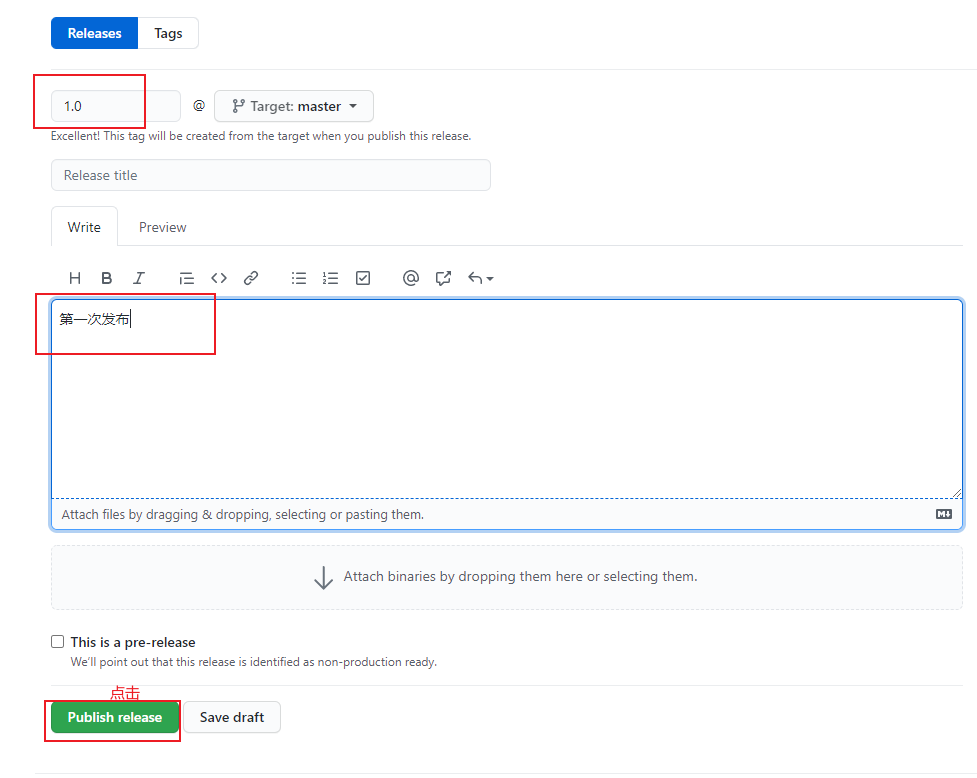 Releases Tags
1.0 @ Target: master
Excellent! This tag will be created from the target when you publish this release.
Release title
Write Preview
H B I @
第一次发布
Attach files by dragging & dropping, selecting or pasting them.
Attach binaries by dropping them here or selecting them.
This is a pre-release
We'll point out that this release is identified as non-production ready.
点击
Publish release Save draft